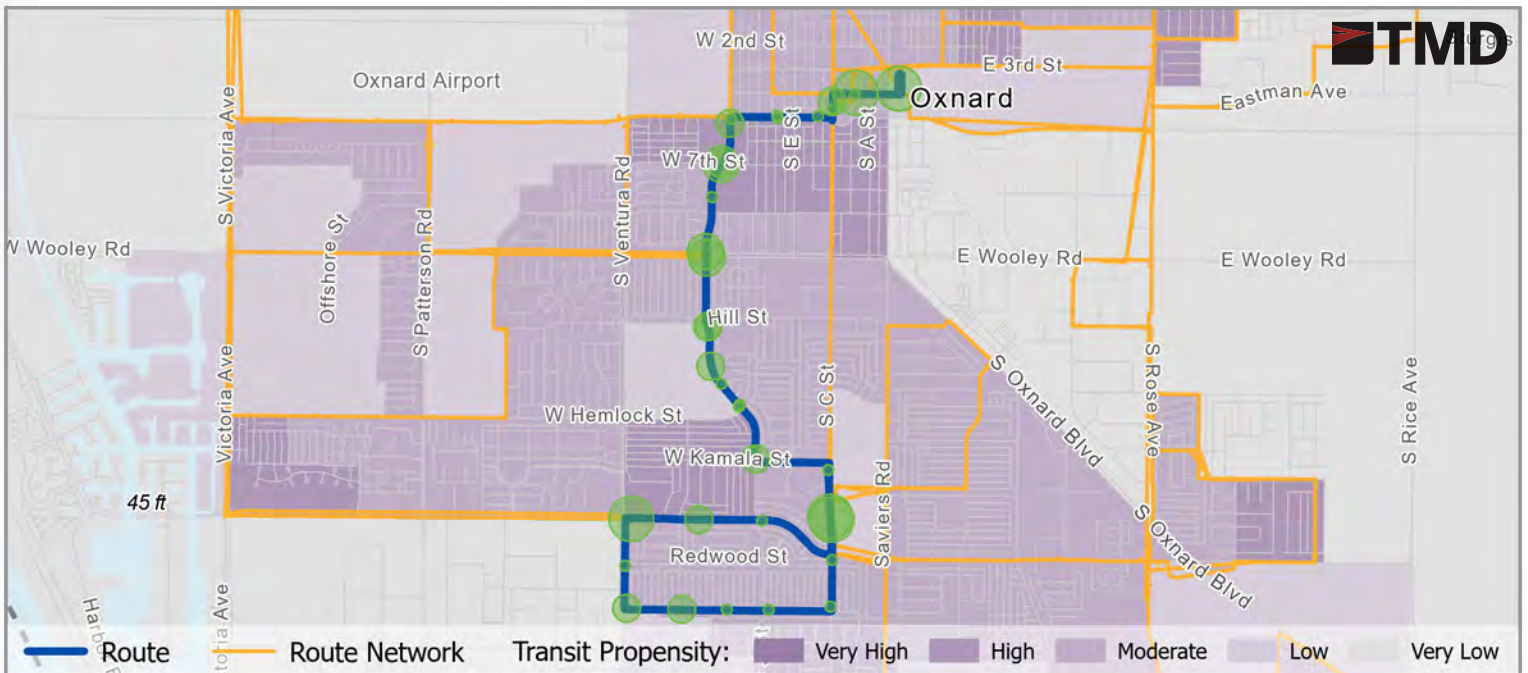 W 2nd St
TMD
Sturgis
E 3rd St
Oxnard Airport
Oxnard
Eastman Ave
S Victoria Ave
W 7th St
S E St
S A St
S Ventura Rd
Offshore St
S Patterson Rd
W Wooley Rd
E Wooley Rd
E Wooley Rd
Hill St
S C St
S Oxnard Blvd
S Rose Ave
S Rice Ave
Victoria Ave
W Hemlock St
W Kamala St
Saviers Rd
45 ft
Redwood St
S Oxnard Blvd
Route
Route Network
Transit Propensity:
Very High
High
Moderate
Low
Very Low